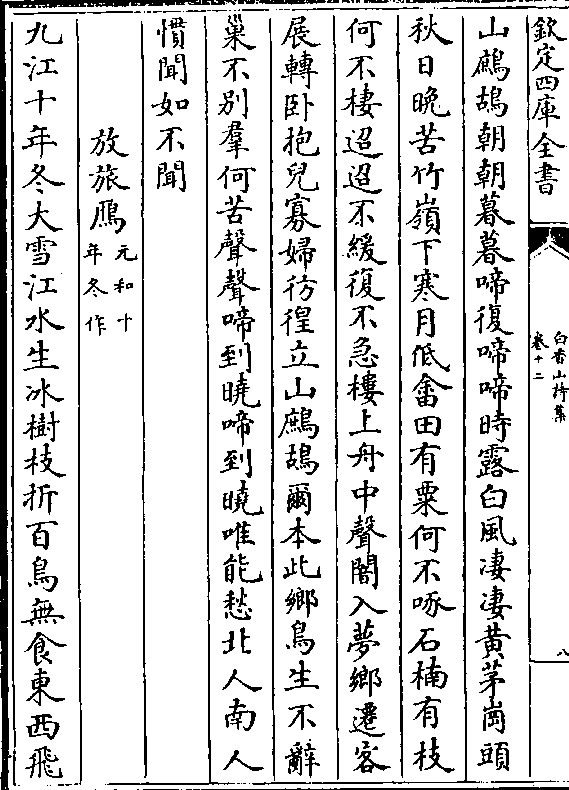 欽定四庫全書
白香山詩集
卷十二
八
山鷓鴣朝朝暮暮啼復啼啼時露白風凄凄黃茅崗頭
秋日晚苦竹嶺下寒月低畬田有粟何不啄石楠有枝
何不棲迢迢不緩復不急樓上舟中聲闇入夢鄉遷客
展轉卧抱兒寡婦彷徨立山鷓鴣爾本此鄉鳥生不辭
巢不別羣何苦聲聲啼到曉啼到曉唯能愁北人南人
慣聞如不聞
放旅鴈元和十
年冬作
九江十年冬大雪江水生冰樹枝折百鳥無食東西飛